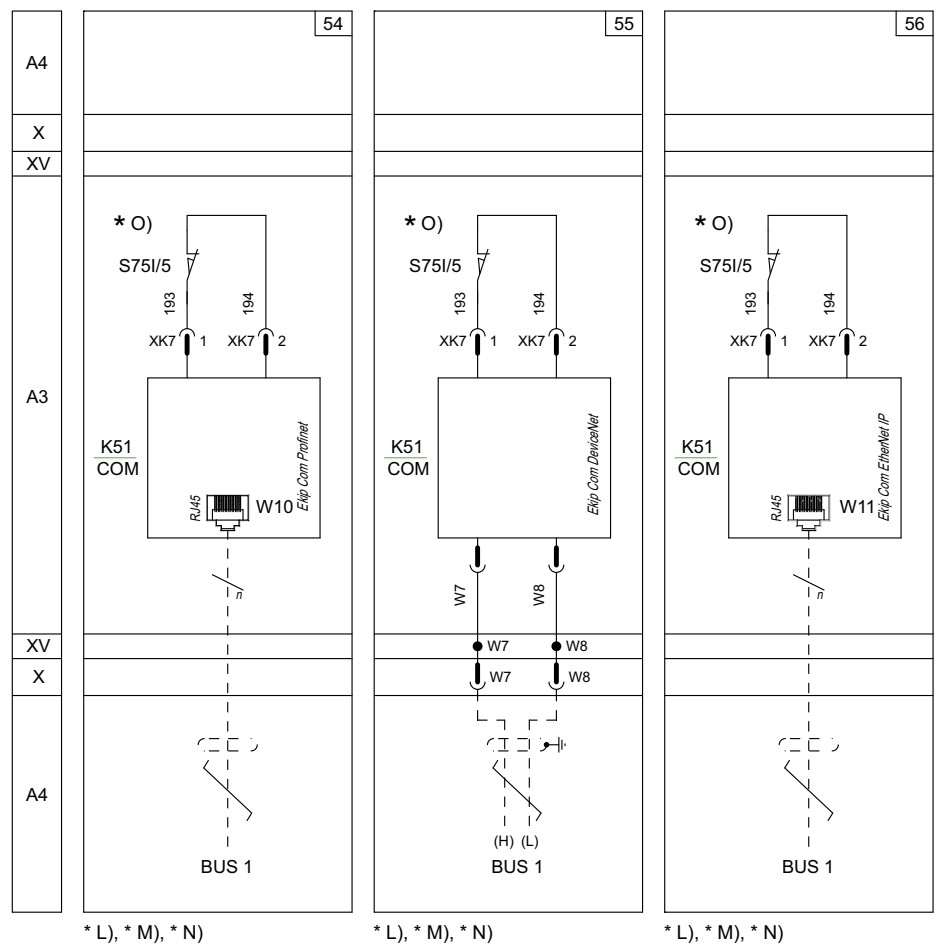 A4
X
XV
A3
XV
X
A4
54
* O)
S75I/5
193
194
XK7 1
XK7 2
K51
COM
Ekip Com Profinet
RJ45
W10
n
BUS 1
* L), * M), * N)
55
* O)
S75I/5
193
194
XK7 1
XK7 2
K51
COM
Ekip Com DeviceNet
W7
W8
W7
W8
W7
W8
(H) (L)
BUS 1
* L), * M), * N)
56
* O)
S75I/5
193
194
XK7 1
XK7 2
K51
COM
Ekip Com EtherNet IP
RJ45
W11
n
BUS 1
* L), * M), * N)